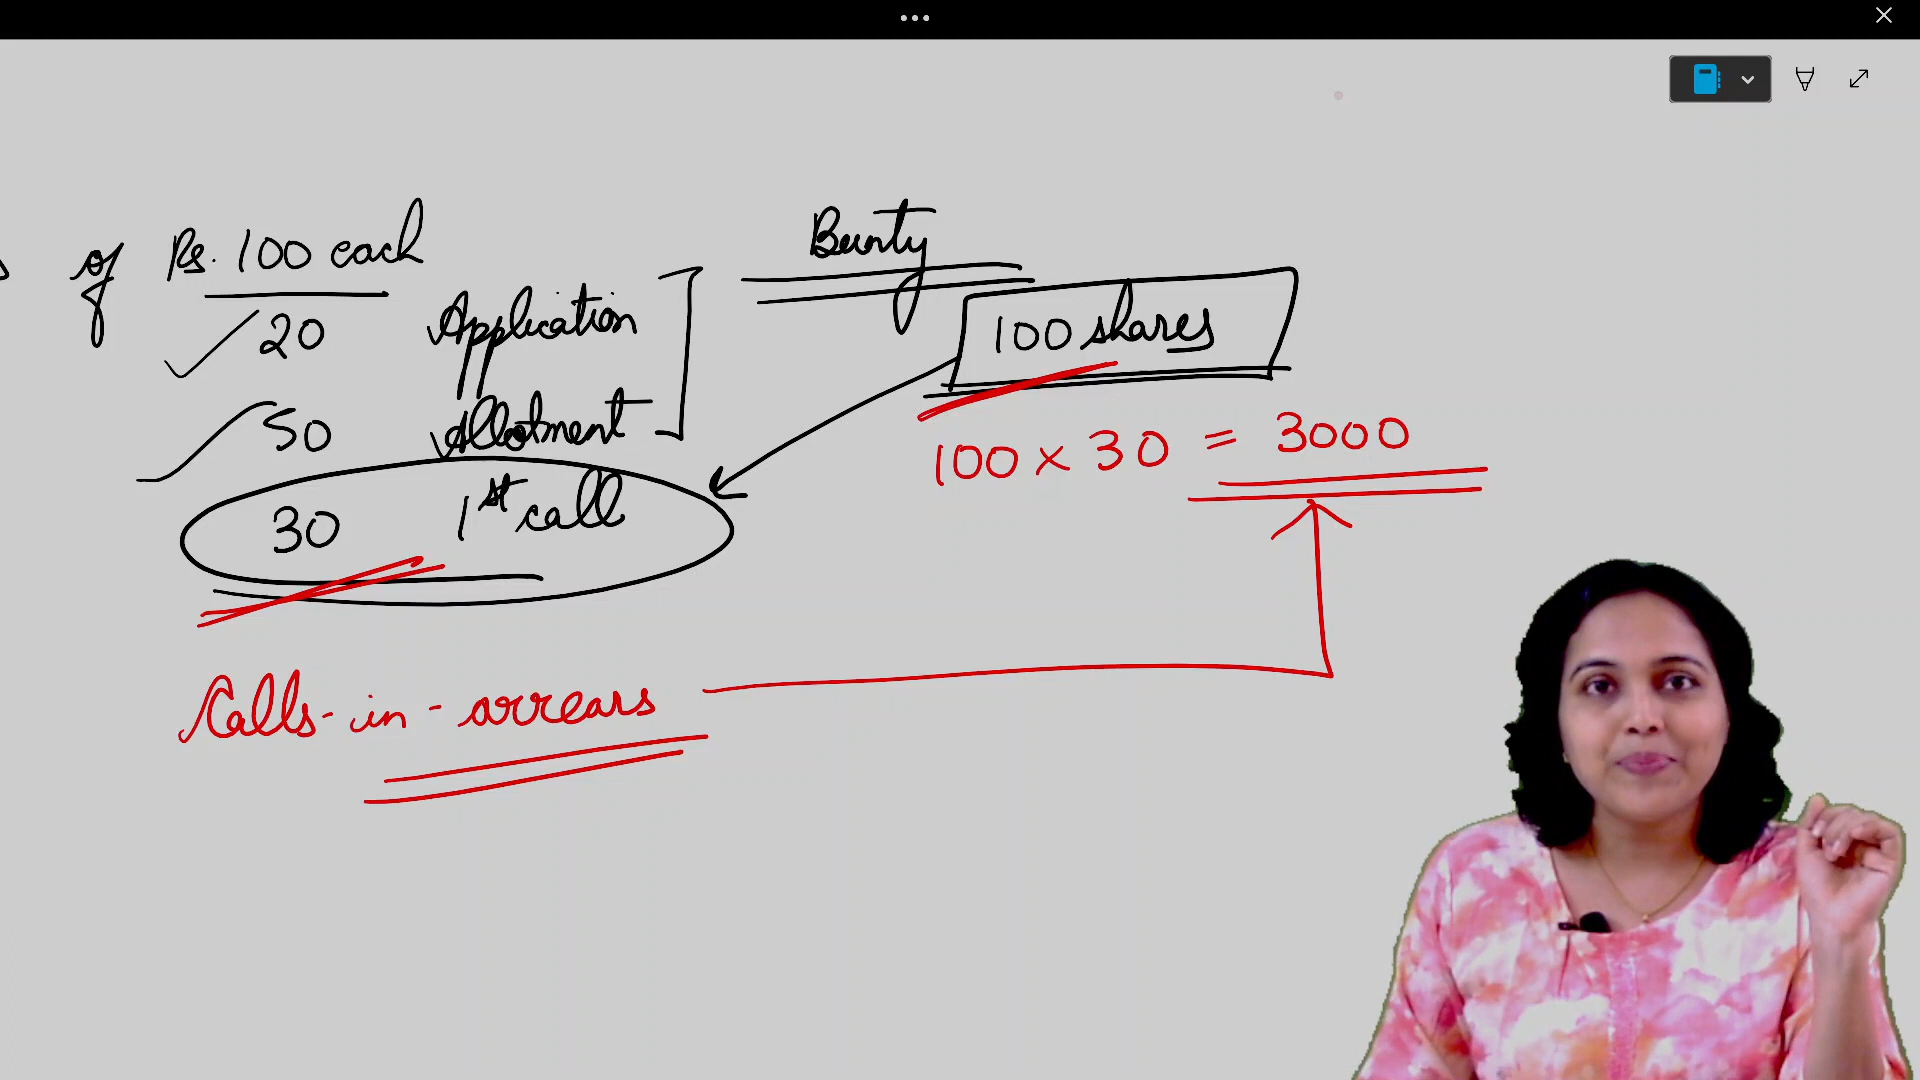 of Rs. 100 each
20 Application
50 Allotment
30 1st call
Bunty
100 shares
100 x 30 = 3000
Calls-in-arrears